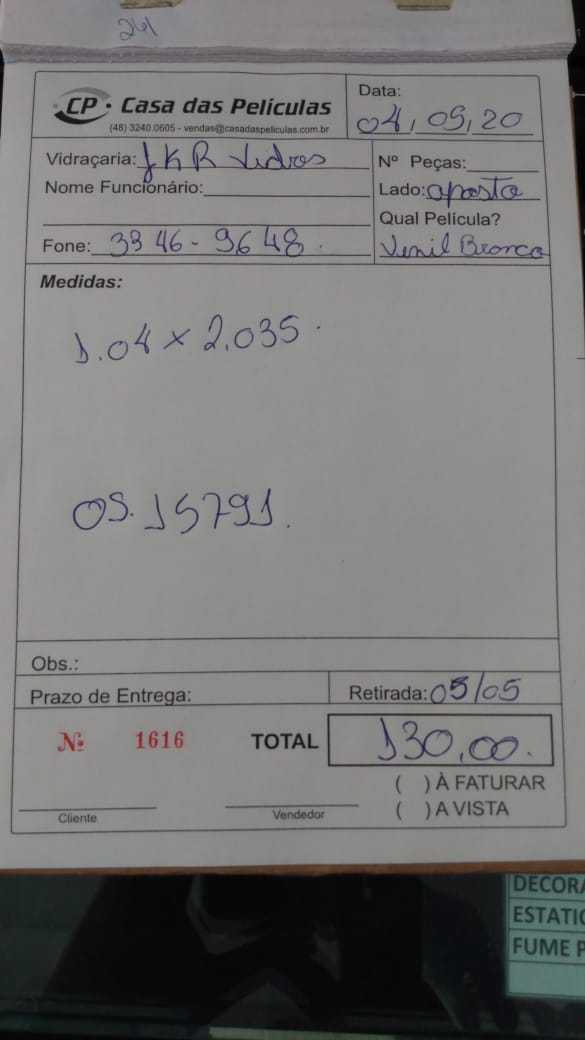 241
CP • Casa das Películas
(48) 3240.0605 - vendas@casadaspeliculas.com.br
Data:
04, 05, 20
Vidraçaria: JKR Vidros
Nome Funcionário:
Fone: 3346-9648.
Nº Peças:
Lado: oposto
Qual Película?
Venil Branco
Medidas:
1.04 x 2.035.
OS. 15791.
Obs.:
Prazo de Entrega:
Retirada: 05/05
Nº 1616
TOTAL 130,00.
( ) À FATURAR
( ) A VISTA
Cliente
Vendedor
DECORA
ESTATIC
FUME P